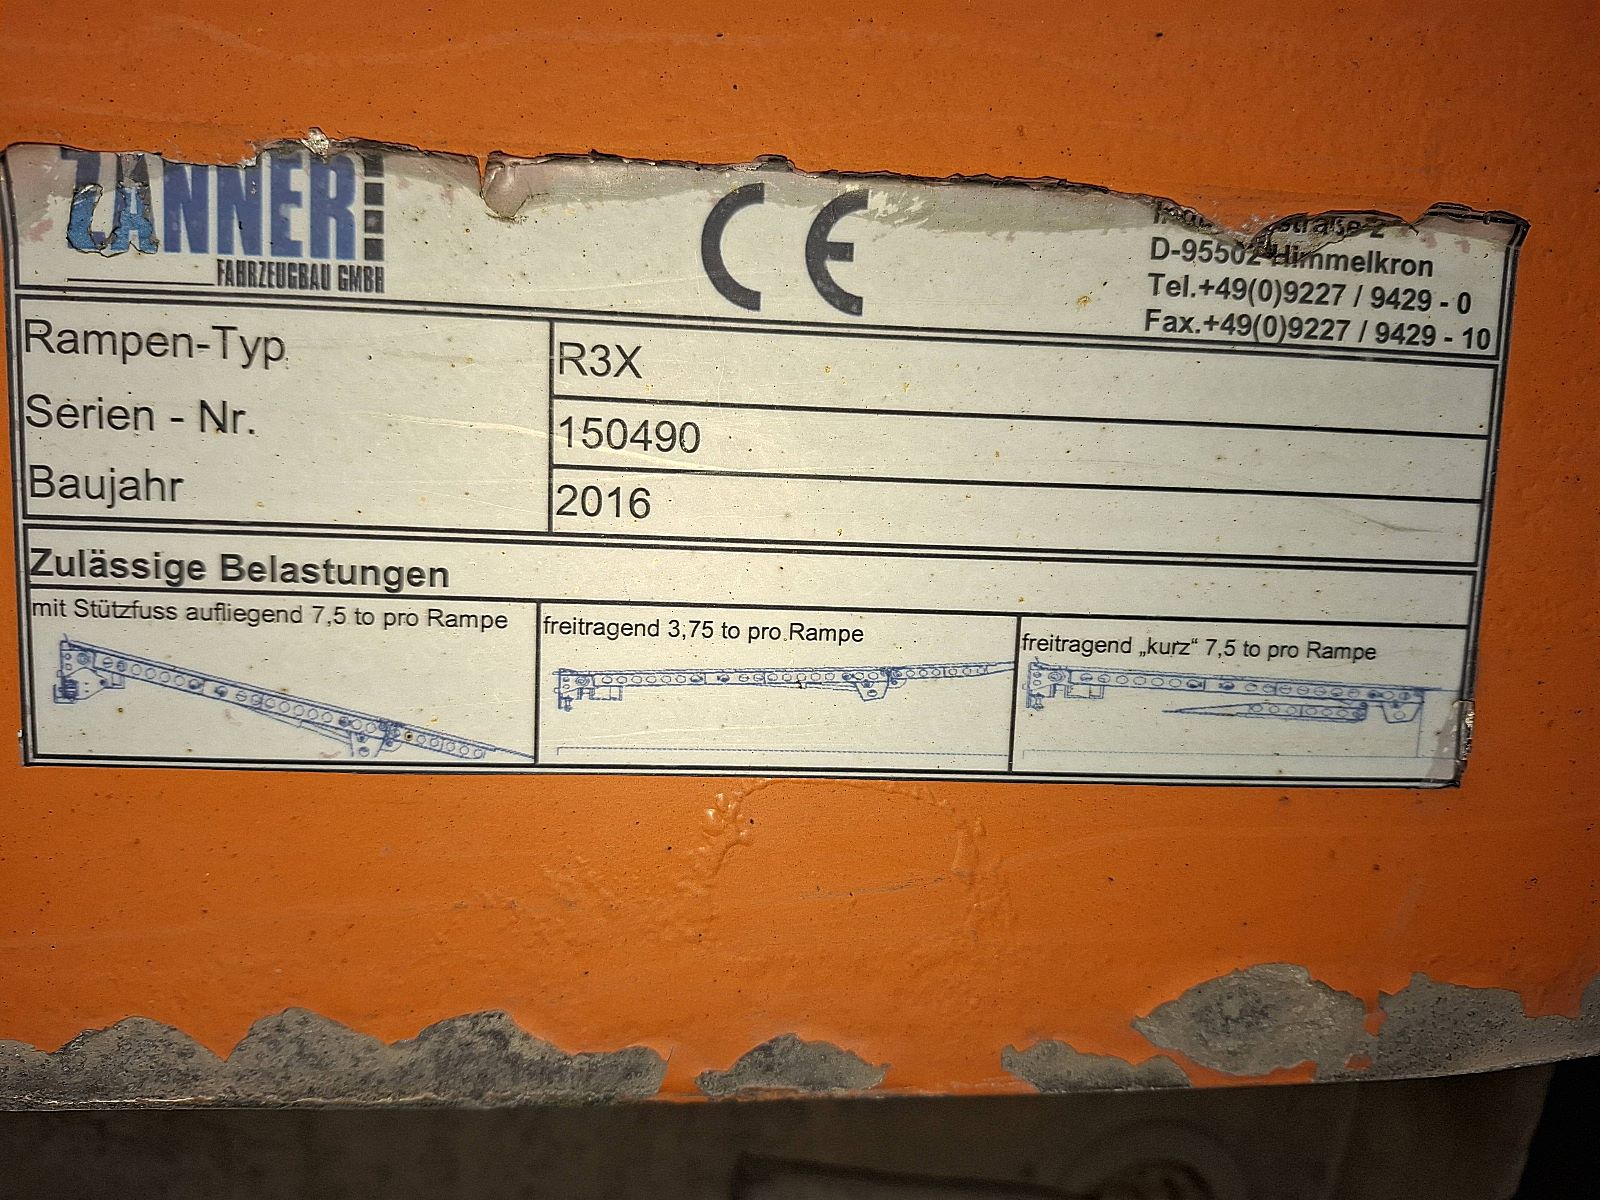 ZANNER
FAHRZEUGBAU GMBH
CE
straße 2
D-95502 Himmelkron
Tel.+49(0)9227 / 9429 - 0
Fax.+49(0)9227 / 9429 - 10
Rampen-Typ R3X
Serien - Nr. 150490
Baujahr 2016
Zulässige Belastungen
mit Stützfuss aufliegend 7,5 to pro Rampe
freitragend 3,75 to pro Rampe
freitragend „kurz“ 7,5 to pro Rampe